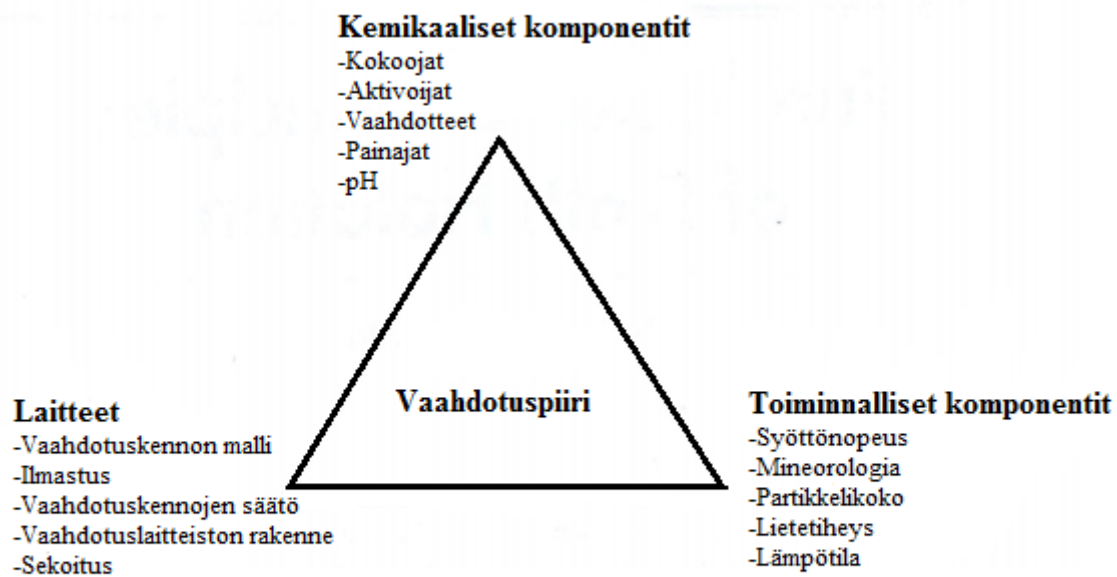 Kemikaaliset komponentit
-Kokoojat
-Aktivoijat
-Vaahdotteet
-Painajat
-pH
Vaahdotuspiiri
Laitteet
-Vaahdotuskennon malli
-Ilmastus
-Vaahdotuskennojen säätö
-Vaahdotuslaitteiston rakenne
-Sekoitus
Toiminnalliset komponentit
-Syöttönopeus
-Mineorologia
-Partikkelikoko
-Lietetiheys
-Lämpötila